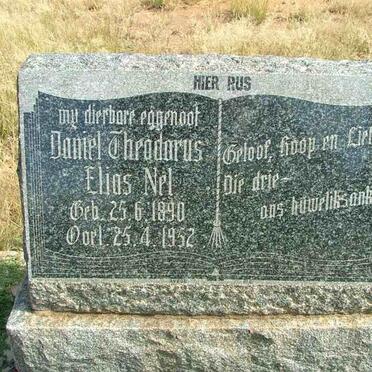 HIER RUS
my dierbare eggenoot
Daniel Theodorus
Elias Nel
Geb. 25. 6. 1890
Oorl. 25. 4. 1952
Geloof, Hoop en Lief
Die drie-
ons huweliksank